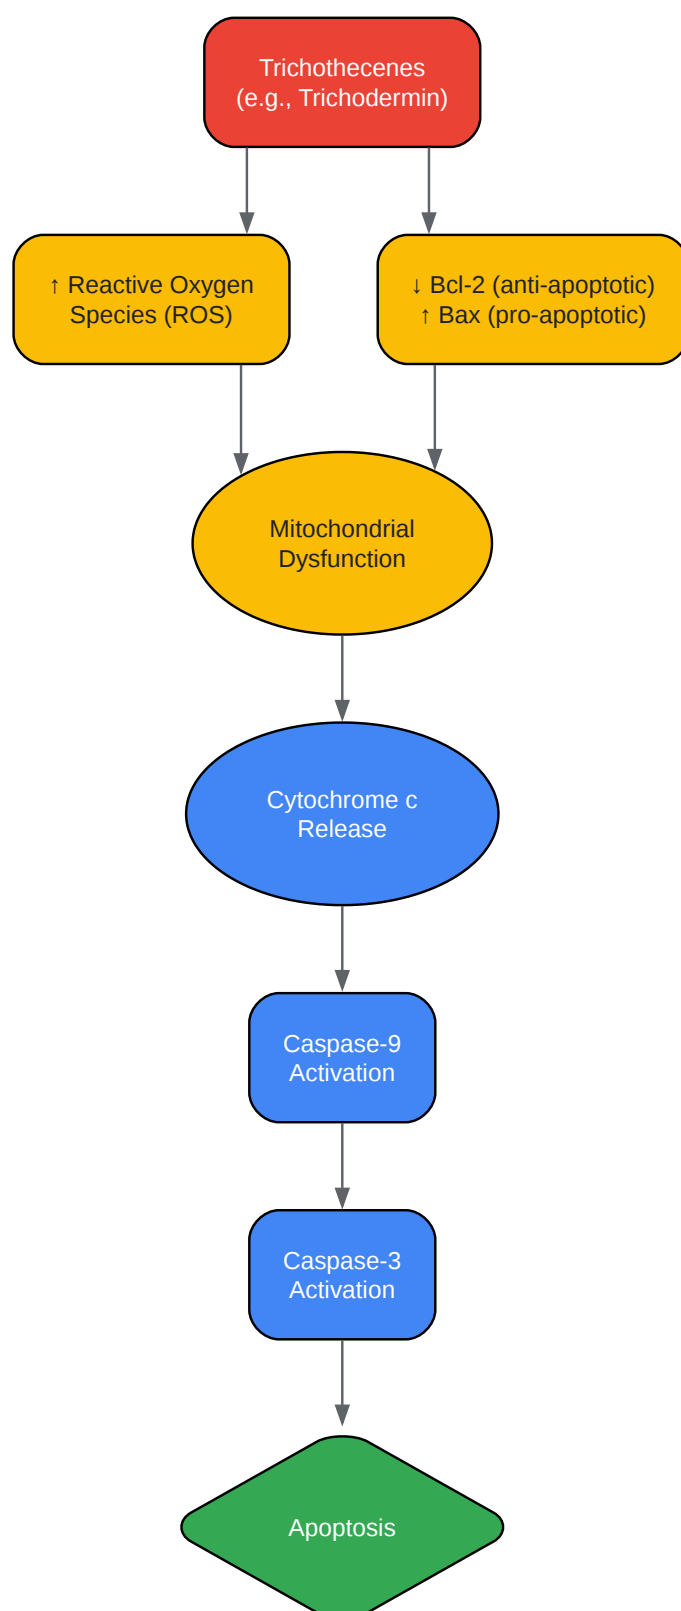 Trichothecenes
(e.g., Trichodermin)
↑ Reactive Oxygen
Species (ROS)
↓ Bcl-2 (anti-apoptotic)
↑ Bax (pro-apoptotic)
Mitochondrial
Dysfunction
Cytochrome c
Release
Caspase-9
Activation
Caspase-3
Activation
Apoptosis